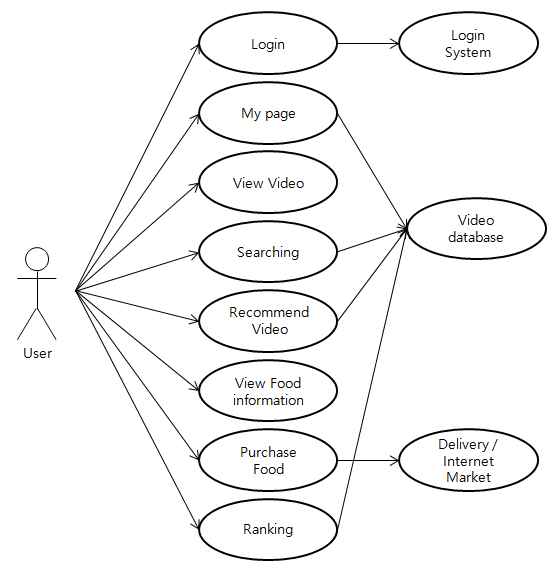 Login
Login
System
My page
View Video
Video
database
Searching
User
Recommend
Video
View Food
information
Purchase
Food
Delivery /
Internet
Market
Ranking